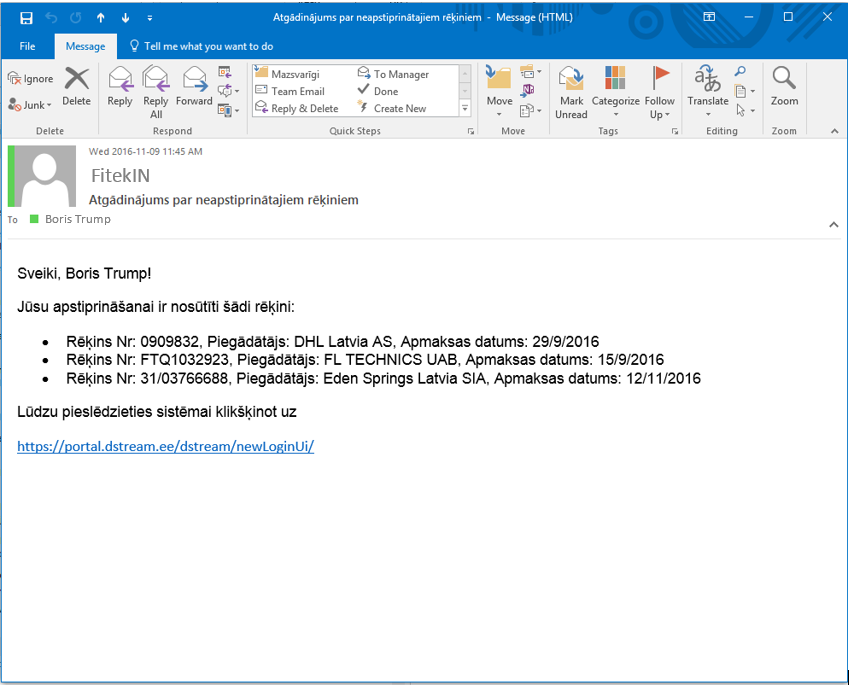 Atgādinājums par neapstiprinātajiem rēķiniem - Message (HTML)
File Message Tell me what you want to do
Ignore
Junk
Delete
Reply
Reply All
Forward
Mazsvarīgi
Team Email
Reply & Delete
To Manager
Done
Create New
Move
Mark Unread
Categorize
Follow Up
Translate
Zoom
Delete Respond Quick Steps Move Tags Editing Zoom
Wed 2016-11-09 11:45 AM
FitekIN
Atgādinājums par neapstiprinātajiem rēķiniem
To Boris Trump
Sveiki, Boris Trump!
Jūsu apstiprināšanai ir nosūtīti šādi rēķini:
• Rēķins Nr: 0909832, Piegādātājs: DHL Latvia AS, Apmaksas datums: 29/9/2016
• Rēķins Nr: FTQ1032923, Piegādātājs: FL TECHNICS UAB, Apmaksas datums: 15/9/2016
• Rēķins Nr: 31/03766688, Piegādātājs: Eden Springs Latvia SIA, Apmaksas datums: 12/11/2016
Lūdzu pieslēdzieties sistēmai klikšķinot uz
https://portal.dstream.ee/dstream/newLoginUi/